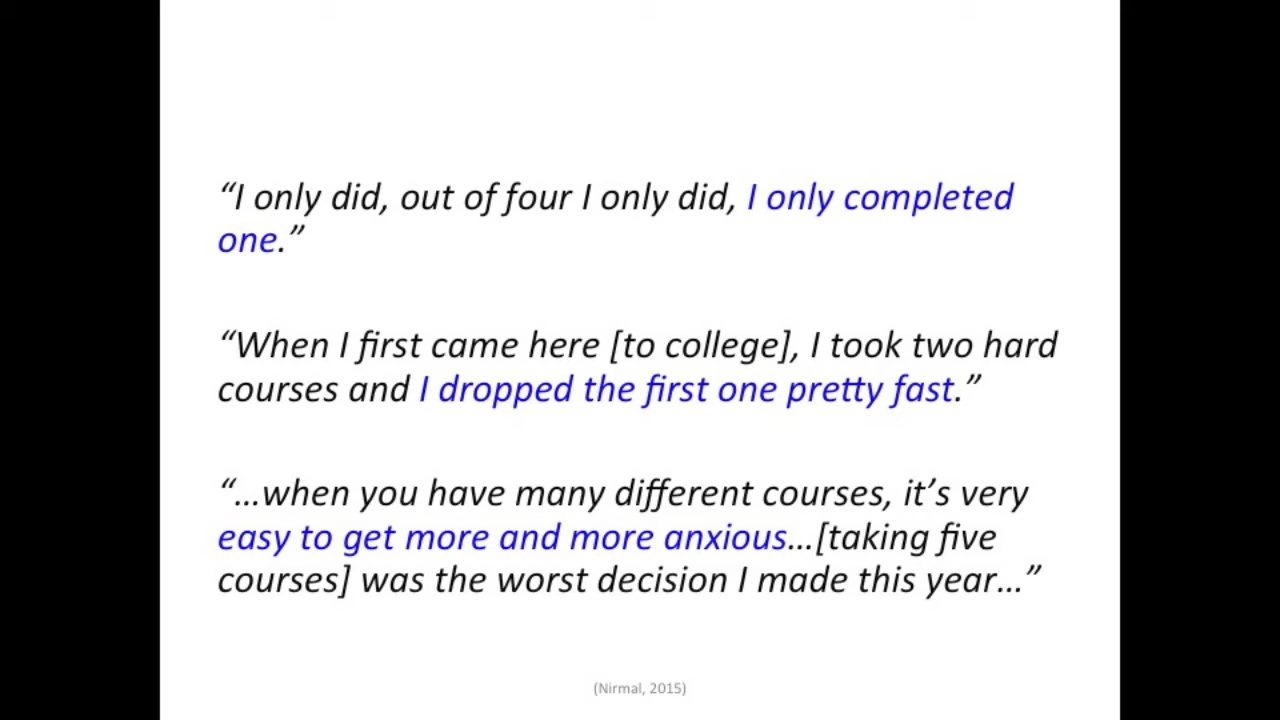 “I only did, out of four I only did, I only completed
one.”
“When I first came here [to college], I took two hard
courses and I dropped the first one pretty fast.”
“…when you have many different courses, it’s very
easy to get more and more anxious…[taking five
courses] was the worst decision I made this year…”
(Nirmal, 2015)